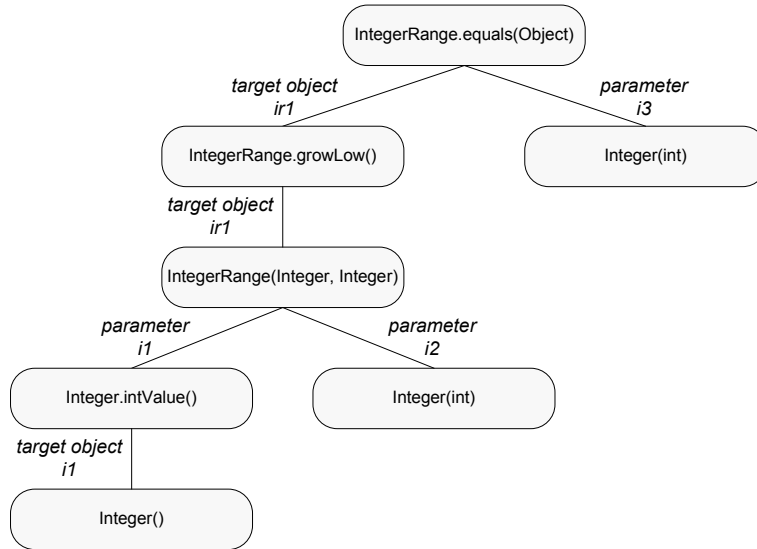 IntegerRange.equals(Object)
target object
ir1
parameter
i3
IntegerRange.growLow()
Integer(int)
target object
ir1
IntegerRange(Integer, Integer)
parameter
i1
parameter
i2
Integer.intValue()
Integer(int)
target object
i1
Integer()